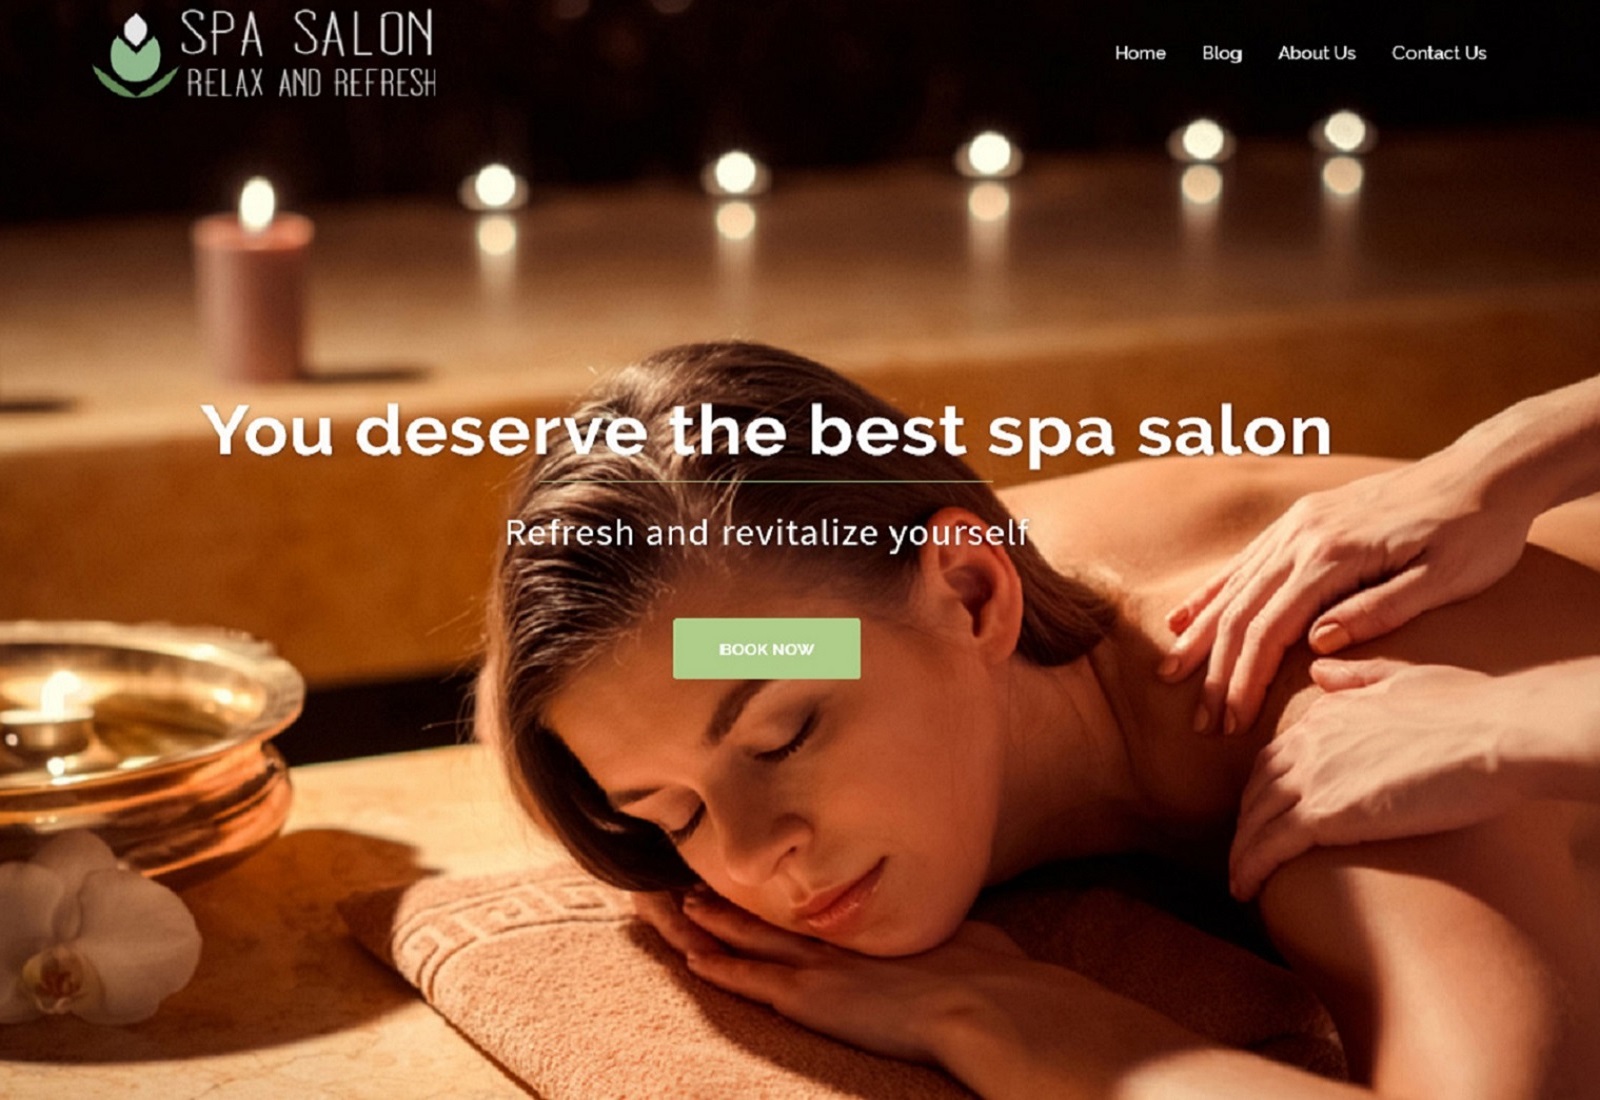 SPA SALON
RELAX AND REFRESH
Home Blog About Us Contact Us
You deserve the best spa salon
Refresh and revitalize yourself
BOOK NOW